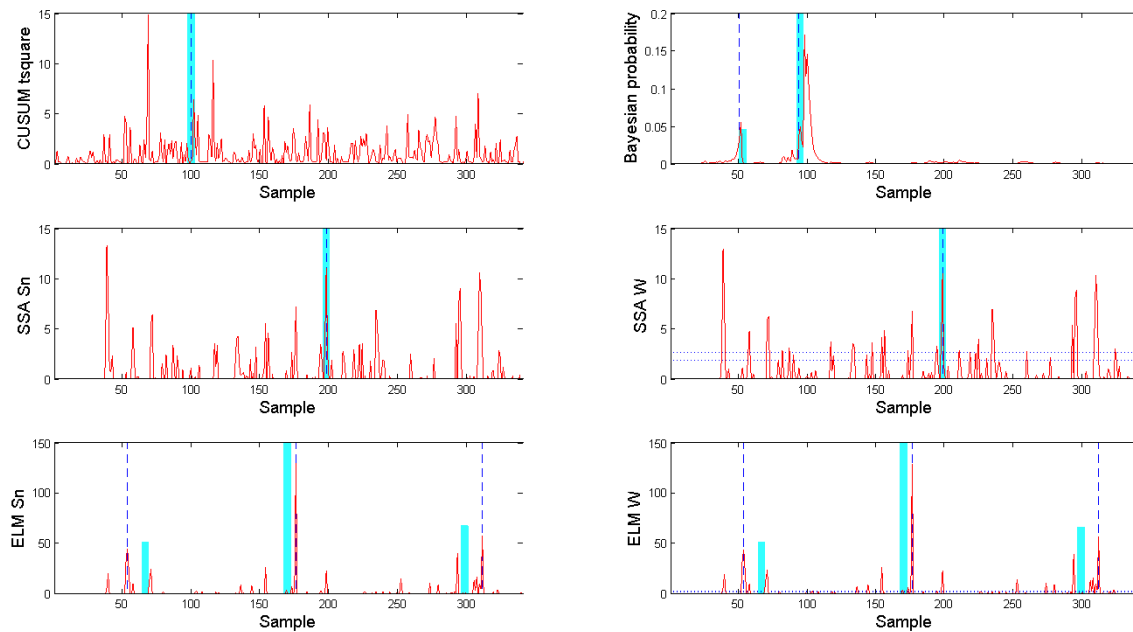 CUSUM tsquare
15
10
5
0
50 100 150 200 250 300
Sample
Bayesian probability
0.2
0.15
0.1
0.05
0
50 100 150 200 250 300
Sample
SSA Sn
15
10
5
0
50 100 150 200 250 300
Sample
SSA W
15
10
5
0
50 100 150 200 250 300
Sample
ELM Sn
150
100
50
0
50 100 150 200 250 300
Sample
ELM W
150
100
50
0
50 100 150 200 250 300
Sample